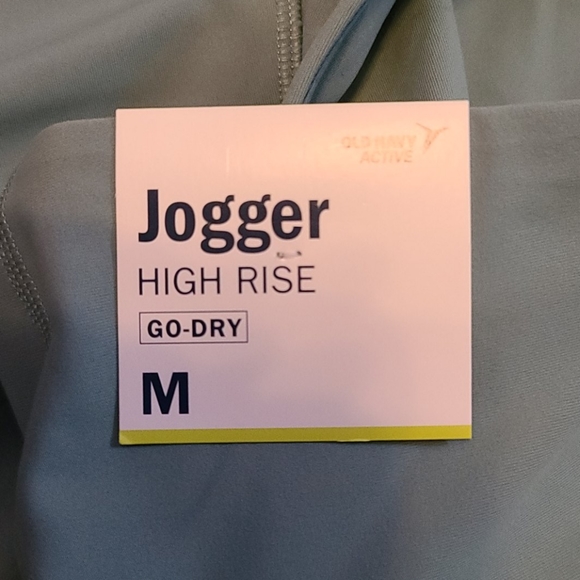 OLD NAVY
ACTIVE
Jogger
HIGH RISE
GO-DRY
M